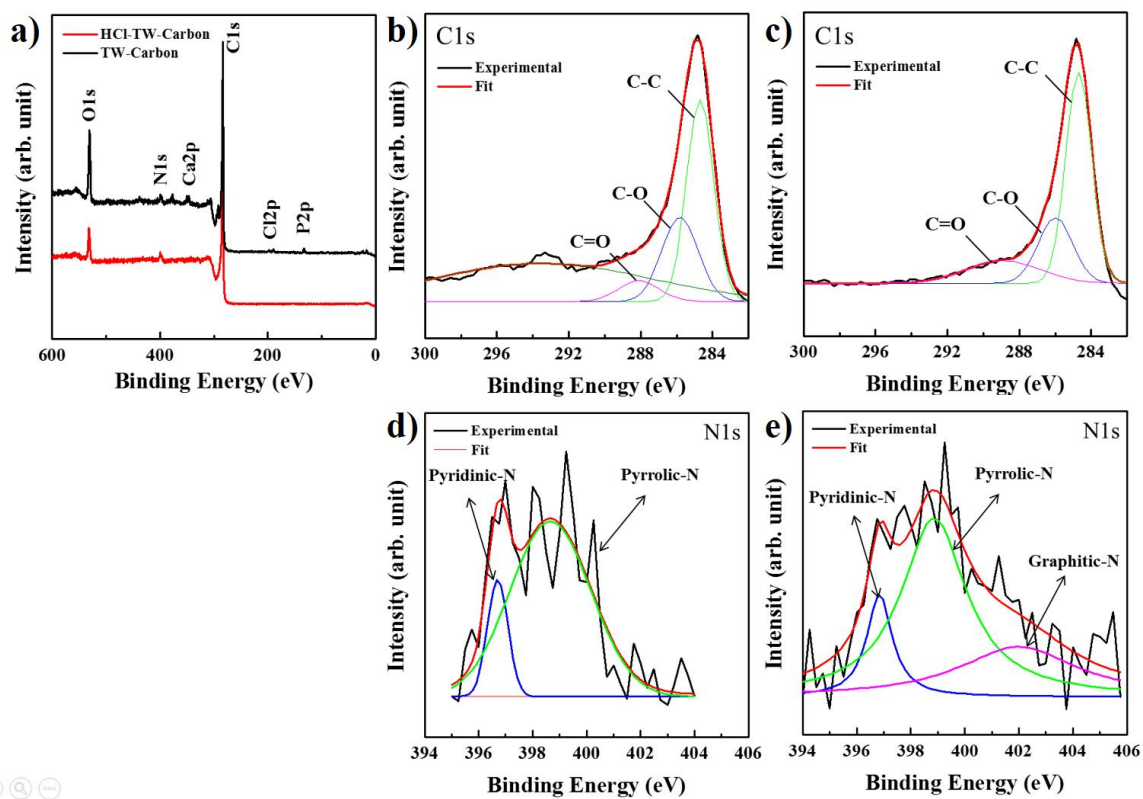 a)
HCl-TW-Carbon
TW-Carbon
C1s
O1s
N1s
Ca2p
Cl2p
P2p
Intensity (arb. unit)
600 400 200 0
Binding Energy (eV)
b)
C1s
Experimental
Fit
C-C
C-O
C=O
Intensity (arb. unit)
300 296 292 288 284
Binding Energy (eV)
c)
C1s
Experimental
Fit
C-C
C-O
C=O
Intensity (arb. unit)
300 296 292 288 284
Binding Energy (eV)
d)
N1s
Experimental
Fit
Pyridinic-N
Pyrrolic-N
Intensity (arb. unit)
394 396 398 400 402 404 406
Binding Energy (eV)
e)
N1s
Experimental
Fit
Pyridinic-N
Pyrrolic-N
Graphitic-N
Intensity (arb. unit)
394 396 398 400 402 404 406
Binding Energy (eV)